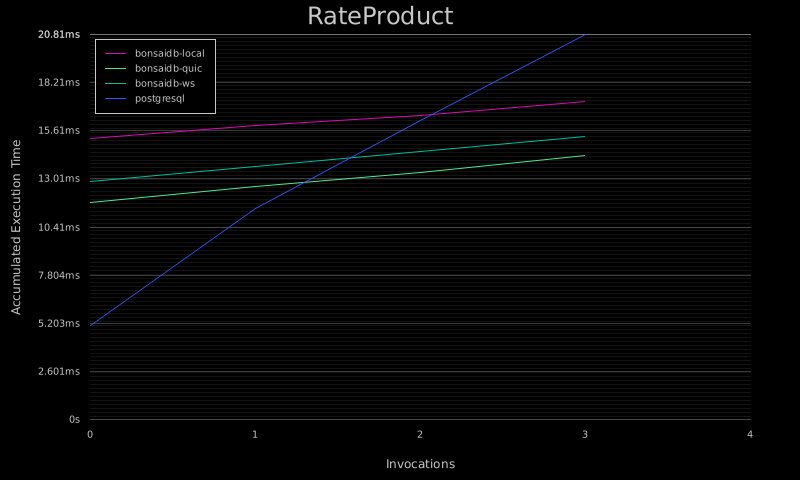 RateProduct
20.81ms
18.21ms
15.61ms
13.01ms
10.41ms
7.804ms
5.203ms
2.601ms
0s
bonsaidb-local
bonsaidb-quic
bonsaidb-ws
postgresql
Accumulated Execution Time
0 1 2 3 4
Invocations